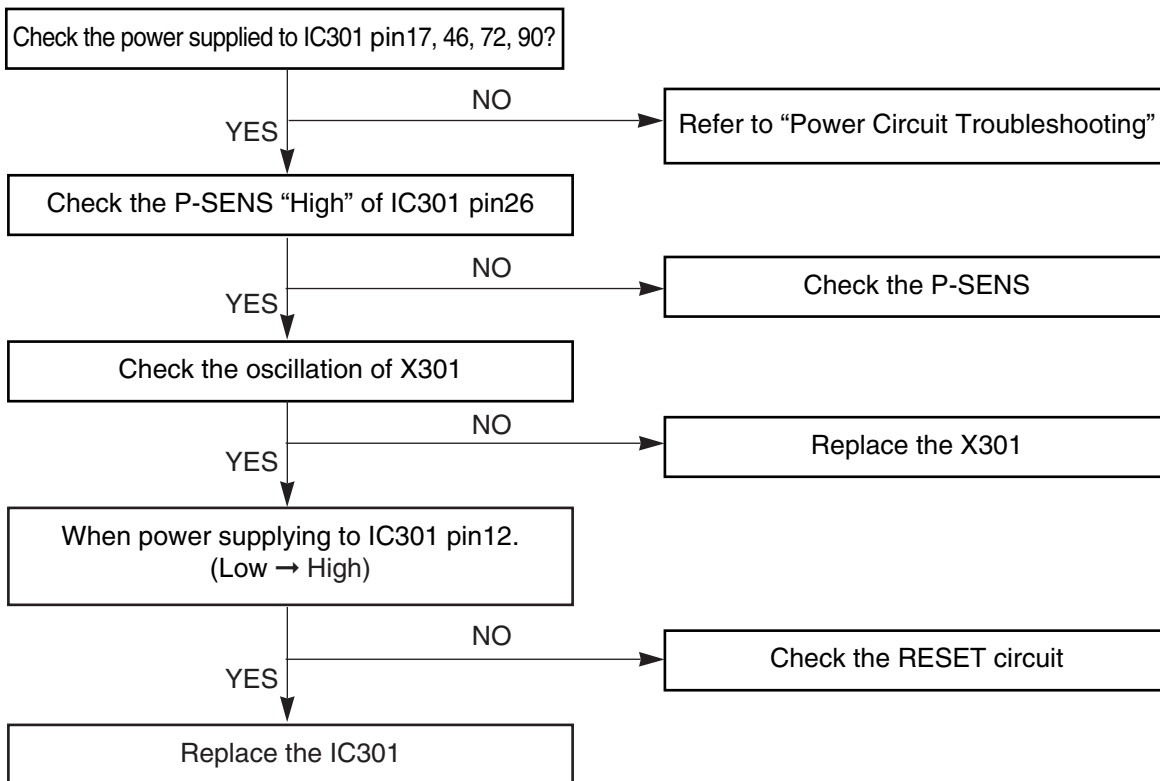 Check the power supplied to IC301 pin17, 46, 72, 90?
NO
YES
Refer to “Power Circuit Troubleshooting”
Check the P-SENS “High” of IC301 pin26
NO
YES
Check the P-SENS
Check the oscillation of X301
NO
YES
Replace the X301
When power supplying to IC301 pin12.
(Low → High)
NO
YES
Check the RESET circuit
Replace the IC301